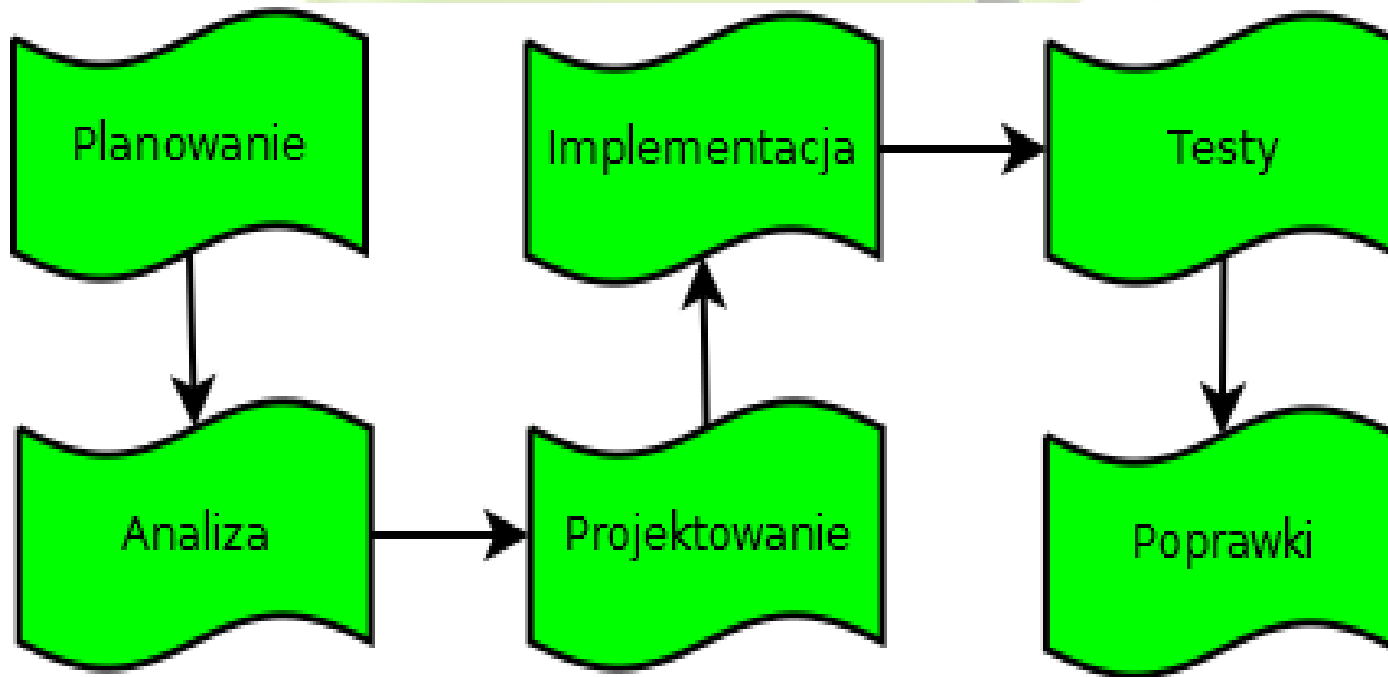 Planowanie
Implementacja
Testy
Analiza
Projektowanie
Poprawki